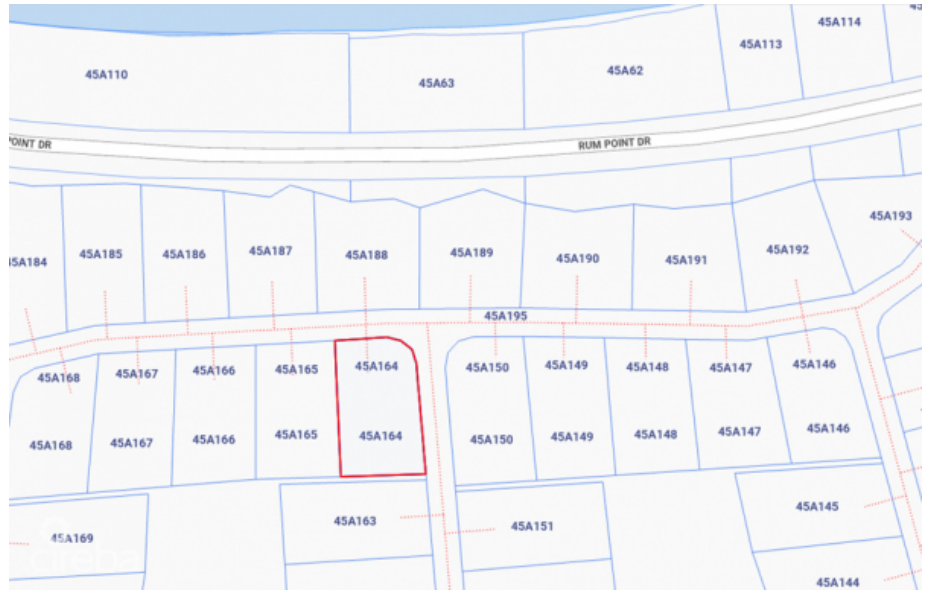 45A114
45A113
45A110
45A63
45A62
POINT DR
RUM POINT DR
45A193
45A184
45A185
45A186
45A187
45A188
45A189
45A190
45A191
45A192
45A195
45A168
45A167
45A166
45A165
45A164
45A150
45A149
45A148
45A147
45A146
45A168
45A167
45A166
45A165
45A164
45A150
45A149
45A148
45A147
45A146
45A169
45A163
45A151
45A145
45A144
cireba